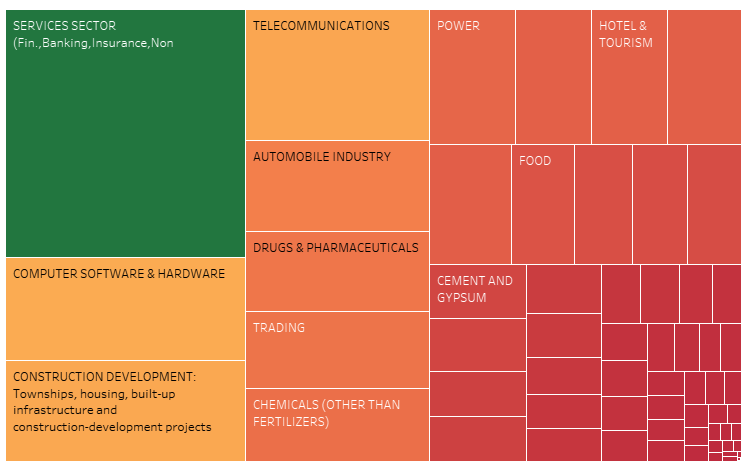 SERVICES SECTOR
(Fin.,Banking,Insurance,Non
COMPUTER SOFTWARE & HARDWARE
CONSTRUCTION DEVELOPMENT:
Townships, housing, built-up
infrastructure and
construction-development projects
TELECOMMUNICATIONS
AUTOMOBILE INDUSTRY
DRUGS & PHARMACEUTICALS
TRADING
CHEMICALS (OTHER THAN
FERTILIZERS)
POWER
HOTEL &
TOURISM
FOOD
CEMENT AND
GYPSUM